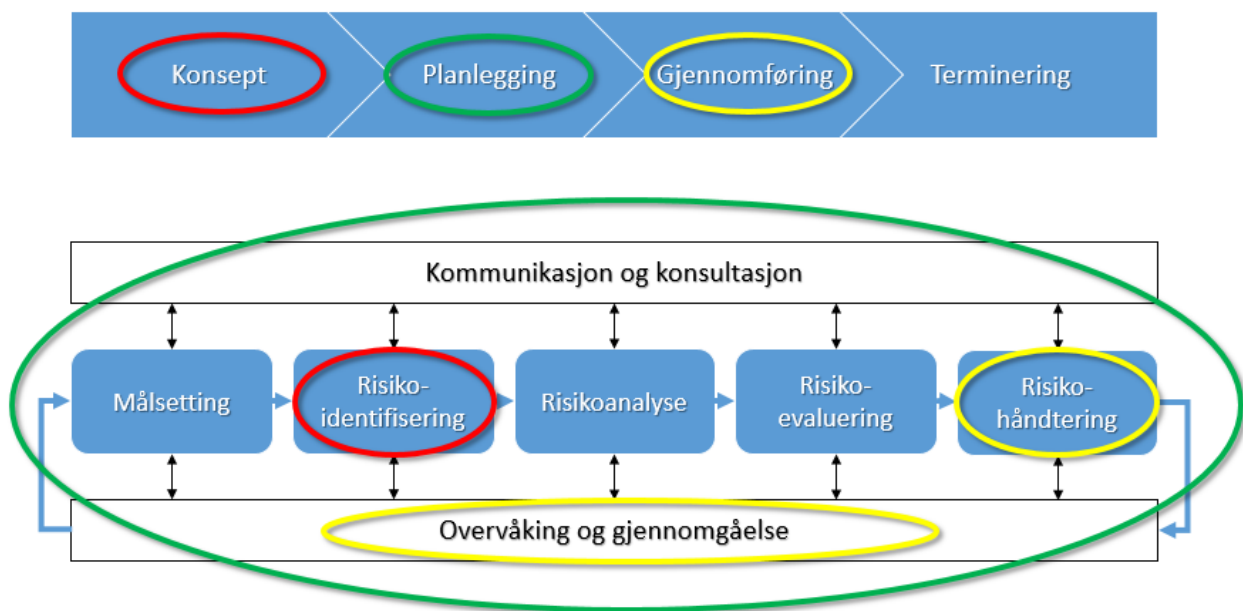 Konsept
Planlegging
Gjennomføring
Terminering
Kommunikasjon og konsultasjon
Målsetting
Risiko-
identifisering
Risikoanalyse
Risiko-
evaluering
Risiko-
håndtering
Overvåking og gjennomgåelse